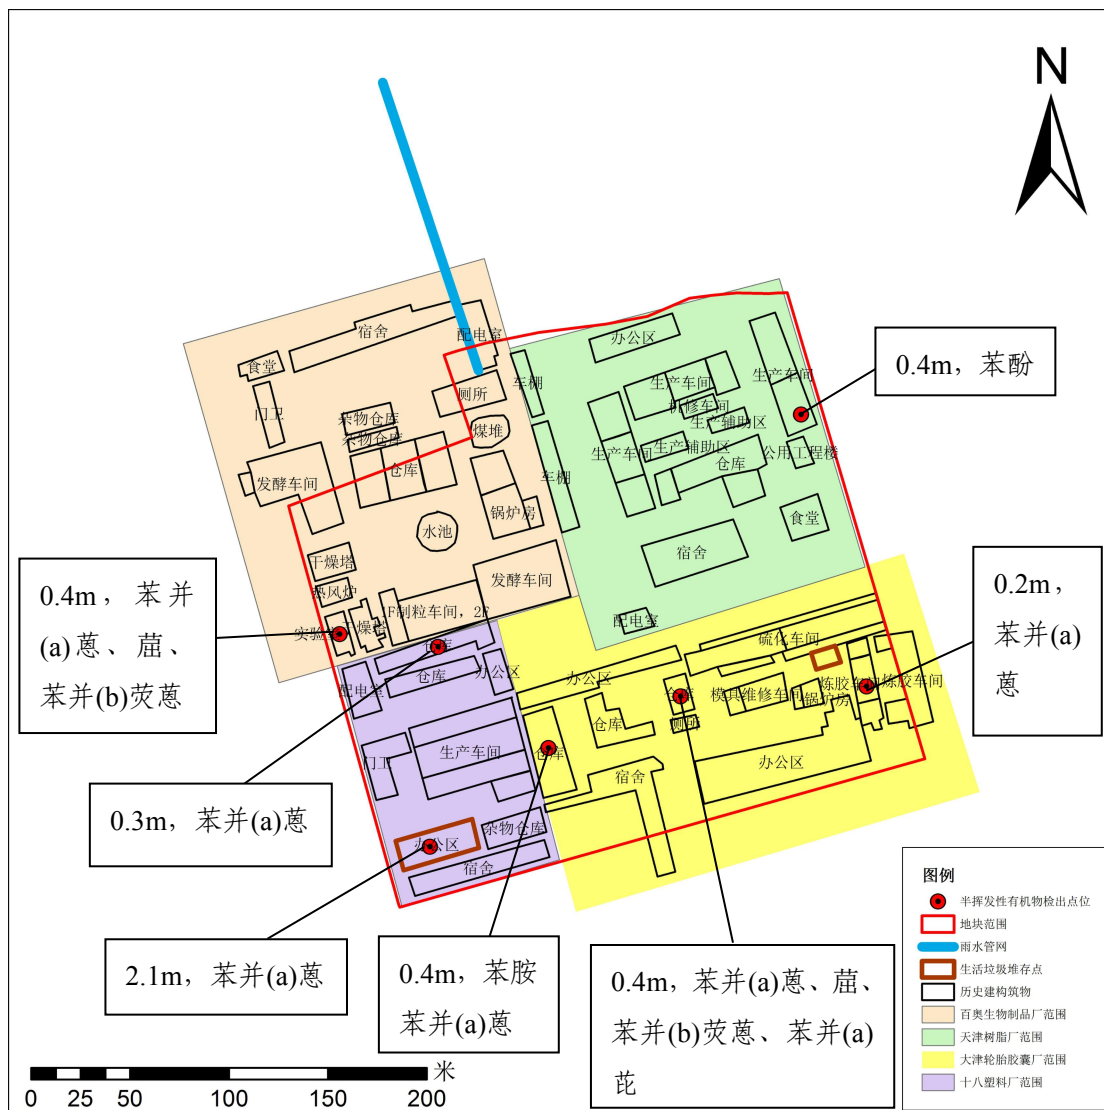 N
宿舍
配电室
食堂
门卫
厕所
杂物仓库
杂物仓库
煤堆
仓库
发酵车间
锅炉房
水池
干燥塔
热风炉
发酵车间
1F制粒车间，2F
干燥塔
办公区
车棚
生产车间
生产车间
机修车间
生产辅助区
生产辅助区
生产车间
仓库
公用工程楼
车棚
食堂
宿舍
配电室
硫化车间
办公区
仓库
模具维修车间
锅炉房
炼胶车间
炼胶车间
厕所
仓库
仓库
宿舍
办公区
仓库
办公区
配电室
生产车间
门卫
杂物仓库
办公区
宿舍
0.4m，苯酚
0.2m，
苯并(a)
蒽
0.4m，苯并
(a)蒽、䓛、
苯并(b)荧蒽
0.3m，苯并(a)蒽
2.1m，苯并(a)蒽
0.4m，苯胺
苯并(a)蒽
0.4m，苯并(a)蒽、䓛、
苯并(b)荧蒽、苯并(a)
芘
图例
半挥发性有机物检出点位
地块范围
雨水管网
生活垃圾堆存点
历史建构筑物
百奥生物制品厂范围
天津树脂厂范围
大津轮胎胶囊厂范围
十八塑料厂范围
米
0 25 50 100 150 200